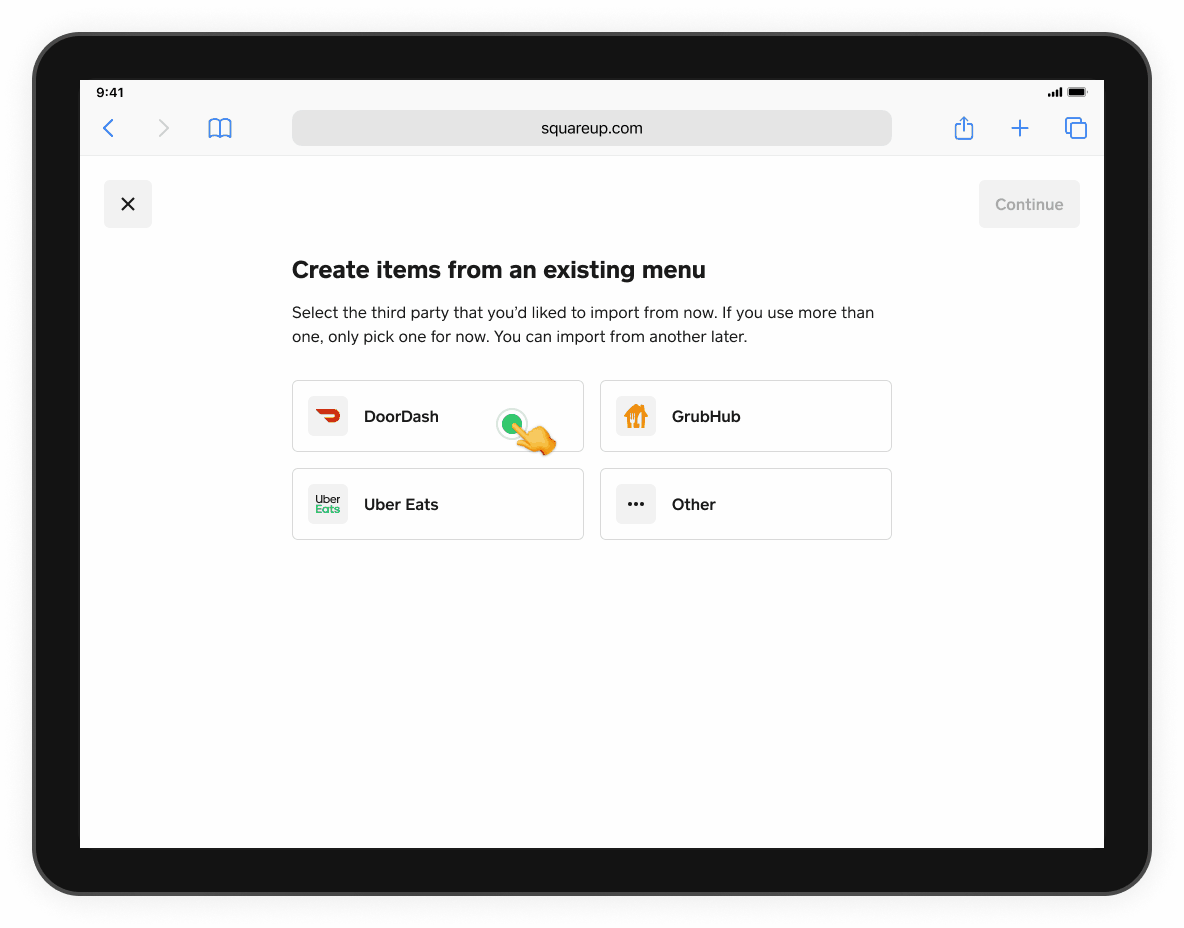 9:41
squareup.com
Continue
Create items from an existing menu
Select the third party that you’d liked to import from now. If you use more than
one, only pick one for now. You can import from another later.
DoorDash
GrubHub
Uber
Eats
Uber Eats
Other